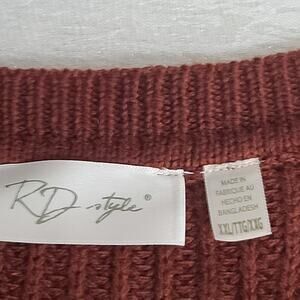 RD style®
MADE IN
FABRIQUÉ AU
HECHO EN
BANGLADESH
XXL/TTG/XXG